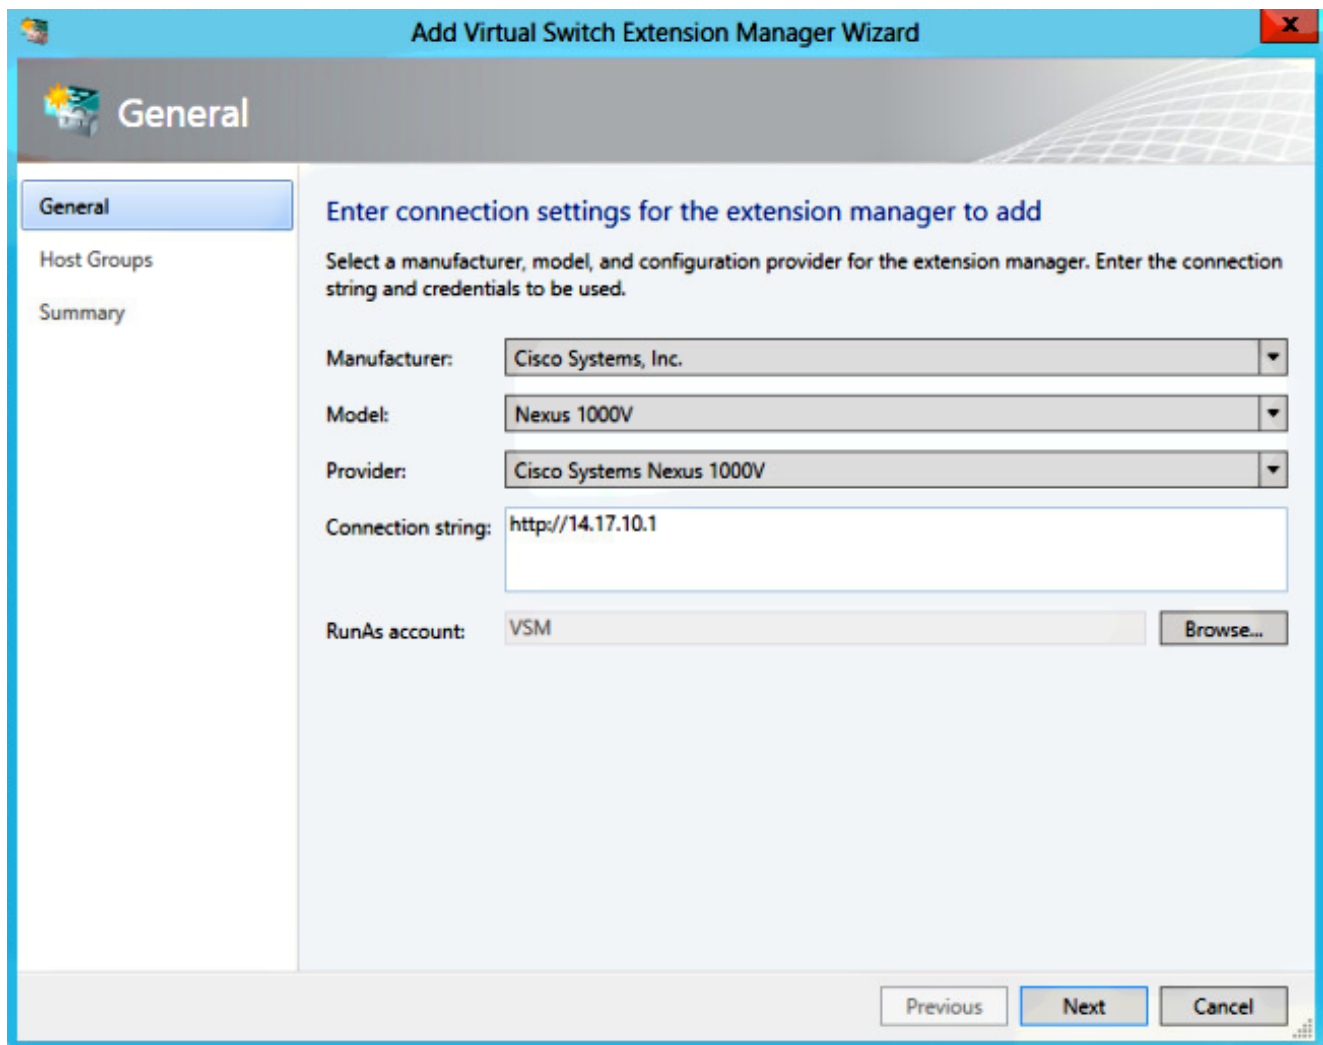 Add Virtual Switch Extension Manager Wizard
x
General
General
Host Groups
Summary
Enter connection settings for the extension manager to add
Select a manufacturer, model, and configuration provider for the extension manager. Enter the connection
string and credentials to be used.
Manufacturer: Cisco Systems, Inc.
Model: Nexus 1000V
Provider: Cisco Systems Nexus 1000V
Connection string: http://14.17.10.1
RunAs account: VSM Browse...
Previous Next Cancel